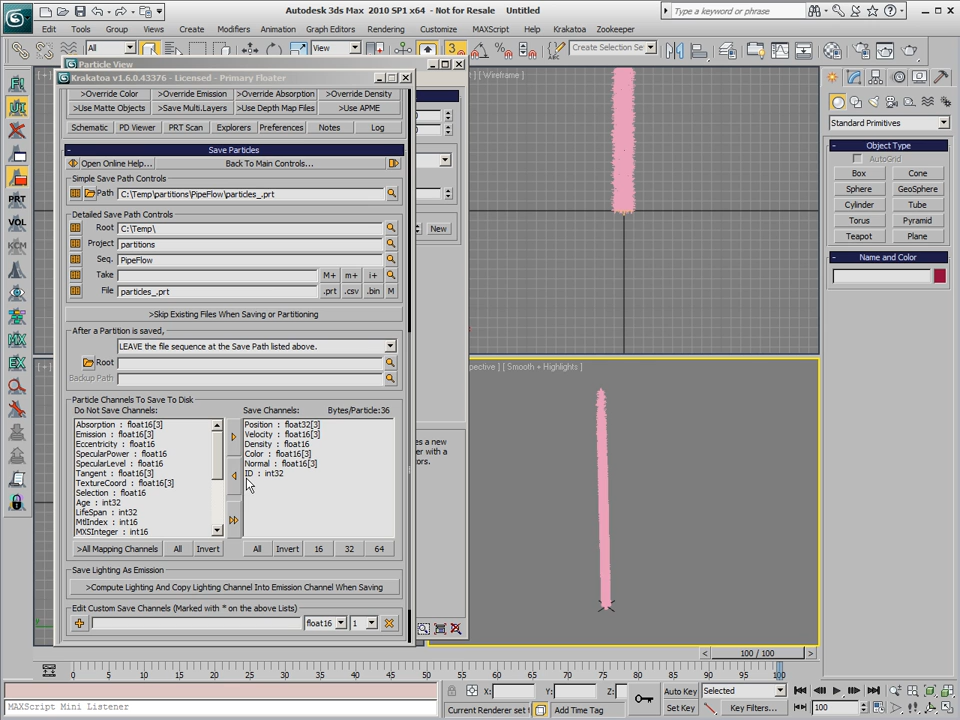 Autodesk 3ds Max 2010 SP1 x64 - Not for Resale    Untitled
Type a keyword or phrase
Edit Tools Group Views Create Modifiers Animation Graph Editors Rendering Customize MAXScript Help Krakatoa Zookeeper
All View 3 Create Selection Set
Particle View
Krakatoa v1.6.0.43376 - Licensed - Primary Floater
>Override Color >Override Emission >Override Absorption >Override Density
>Use Matte Objects >Save Multi.Layers >Use Depth Map Files >Use APME
Schematic PD Viewer PRT Scan Explorers Preferences Notes Log
- Save Particles
Open Online Help... Back To Main Controls...
Simple Save Path Controls
Path C:\Temp\partitions\PipeFlow\particles_.prt
Detailed Save Path Controls
Root C:\Temp\
Project partitions
Seq. PipeFlow
Take M+ m+ i+
File particles_.prt .prt .csv .bin M
>Skip Existing Files When Saving or Partitioning
After a Partition is saved,
LEAVE the file sequence at the Save Path listed above.
Root
Backup Path
Particle Channels To Save To Disk
Do Not Save Channels: Save Channels: Bytes/Particle:36
Absorption : float16[3]
Emission : float16[3]
Eccentricity : float16
SpecularPower : float16
SpecularLevel : float16
Tangent : float16[3]
TextureCoord : float16[3]
Selection : float16
Age : int32
LifeSpan : int32
MtlIndex : int16
MXSInteger : int16
Position : float32[3]
Velocity : float16[3]
Density : float16
Color : float16[3]
Normal : float16[3]
ID : int32
>All Mapping Channels All Invert All Invert 16 32 64
Save Lighting As Emission
>Compute Lighting And Copy Lighting Channel Into Emission Channel When Saving
Edit Custom Save Channels (Marked with * on the above Lists)
float16 1
New
es a new
er with a
ors.
[ Wireframe ]
pective ] [ Smooth + Highlights ]
PRT
VOL
KCM
MX
EX
Standard Primitives
- Object Type
AutoGrid
Box Cone
Sphere GeoSphere
Cylinder Tube
Torus Pyramid
Teapot Plane
- Name and Color
< 100 / 100 >
0 5 10 15 20 25 30 35 40 45 50 55 60 65 70 75 80 85 90 95 100
MAXScript Mini Listener
X: Y: Z:
Current Renderer set t Add Time Tag
Auto Key Selected
Set Key Key Filters... 100